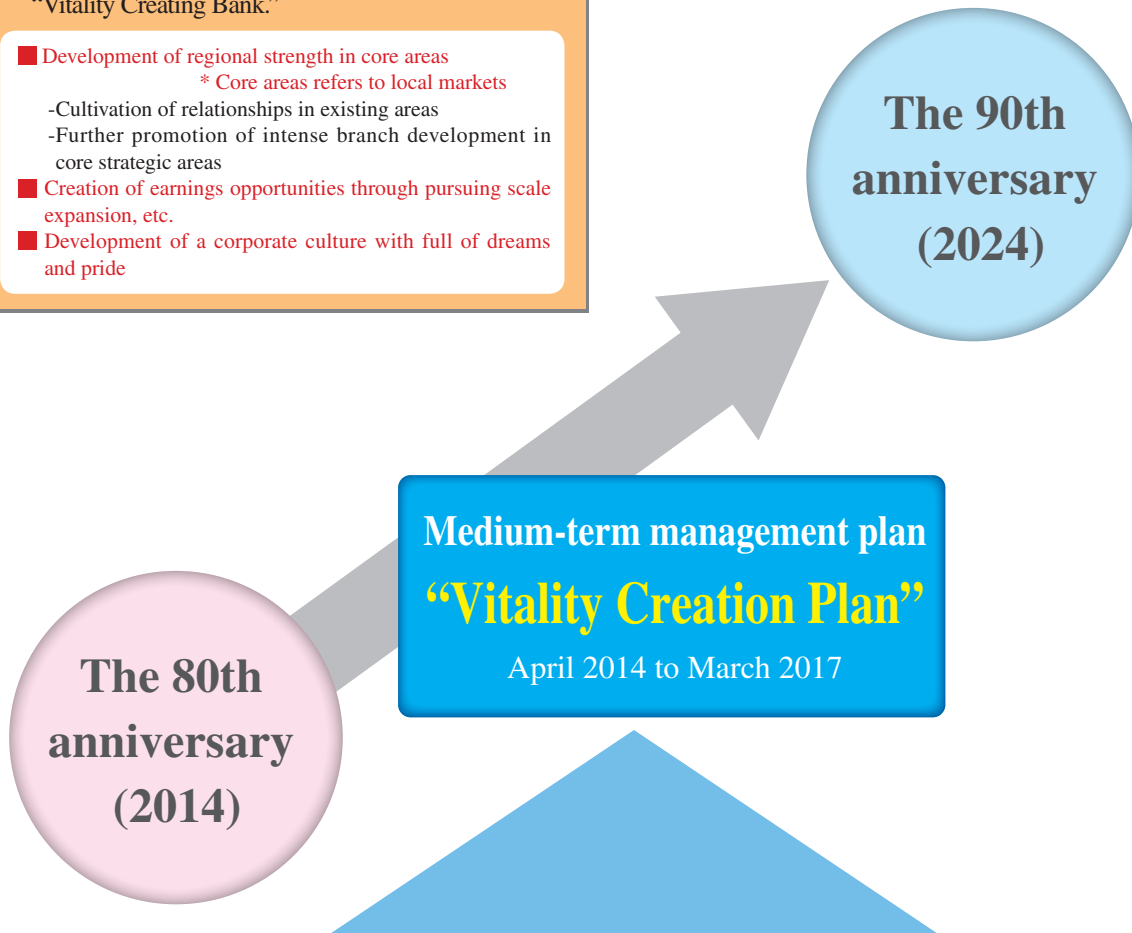 “Vitality Creating Bank.”
Development of regional strength in core areas
* Core areas refers to local markets
-Cultivation of relationships in existing areas
-Further promotion of intense branch development in
core strategic areas
Creation of earnings opportunities through pursuing scale
expansion, etc.
Development of a corporate culture with full of dreams
and pride
The 90th
anniversary
(2024)
Medium-term management plan
“Vitality Creation Plan”
April 2014 to March 2017
The 80th
anniversary
(2014)